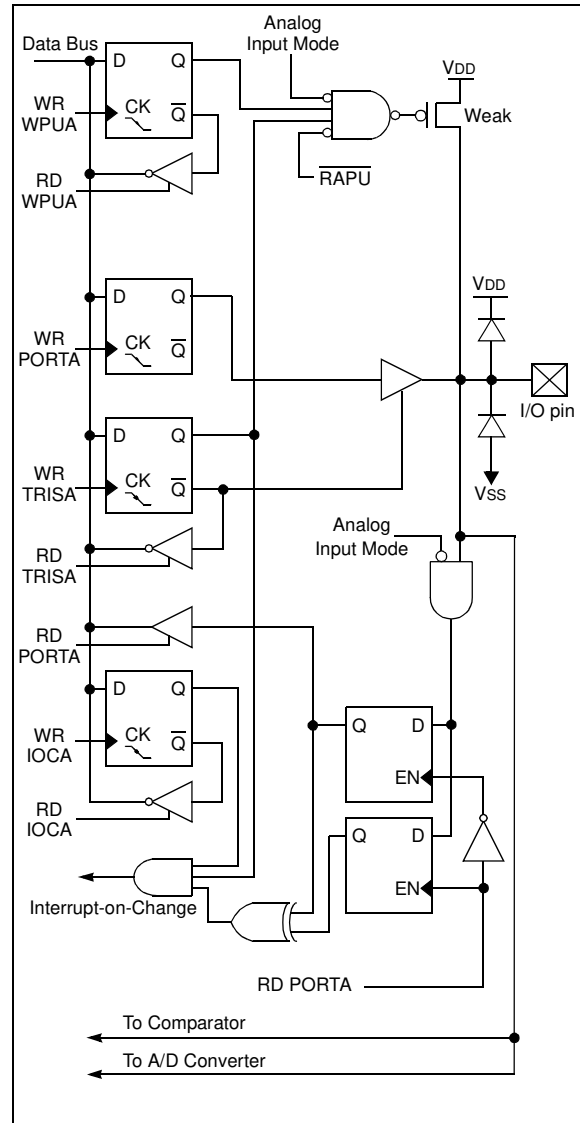 Analog
Input Mode
Data Bus
D Q
VDD
WR
WPUA
CK
Q
Weak
RD
WPUA
RAPU
D Q
VDD
WR
PORTA
CK
Q
I/O pin
D Q
WR
TRISA
CK
Q
VSS
RD
TRISA
Analog
Input Mode
RD
PORTA
D Q
Q D
WR
IOCA
CK
Q
EN
RD
IOCA
Q D
Interrupt-on-Change
EN
RD PORTA
To Comparator
To A/D Converter